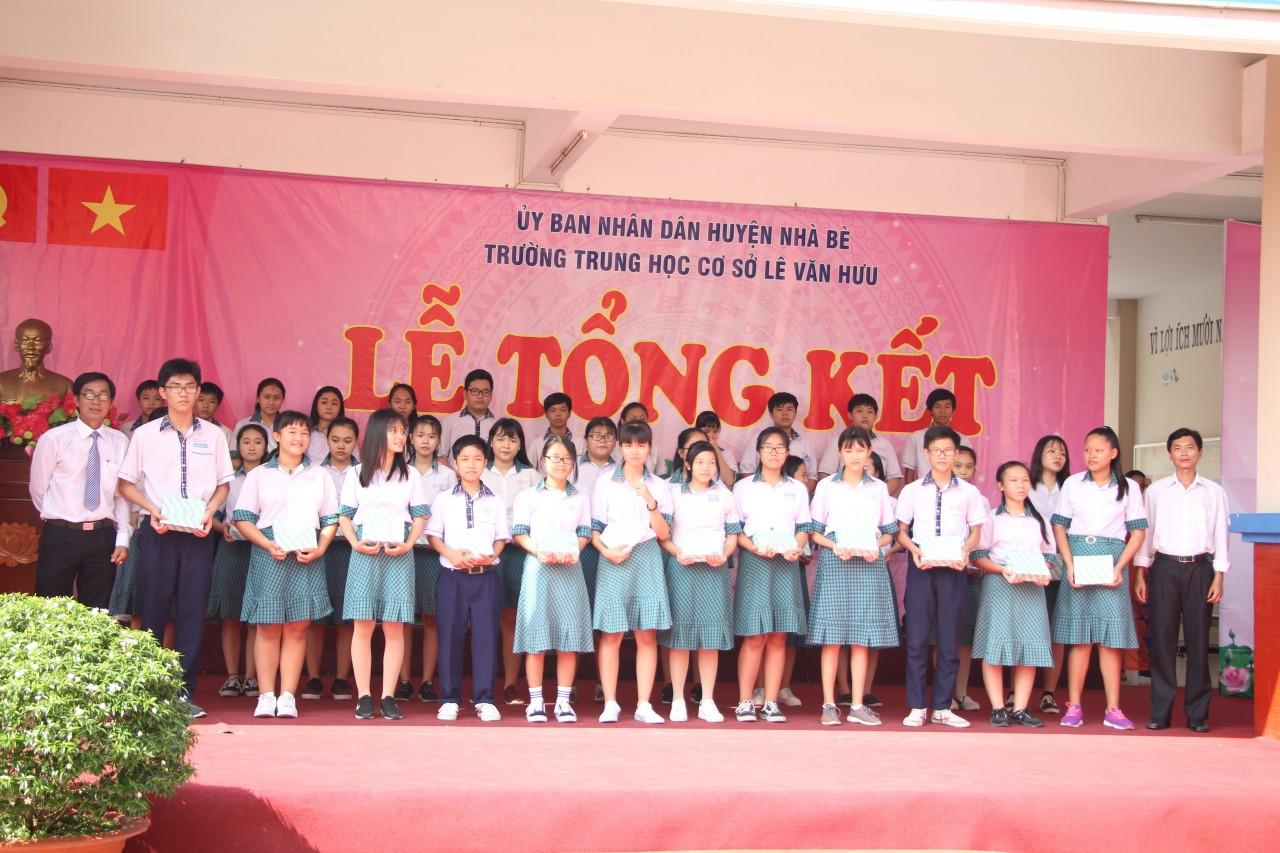 ỦY BAN NHÂN DÂN HUYỆN NHÀ BÈ
TRƯỜNG TRUNG HỌC CƠ SỞ LÊ VĂN HƯU
LỄ TỔNG KẾT
VÌ LỢI ÍCH MƯỜI N